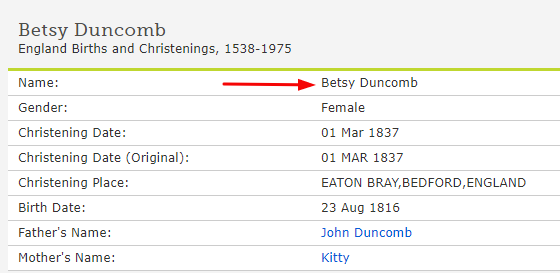 Betsy Duncomb
England Births and Christenings, 1538-1975
Name: Betsy Duncomb
Gender: Female
Christening Date: 01 Mar 1837
Christening Date (Original): 01 MAR 1837
Christening Place: EATON BRAY,BEDFORD,ENGLAND
Birth Date: 23 Aug 1816
Father's Name: John Duncomb
Mother's Name: Kitty